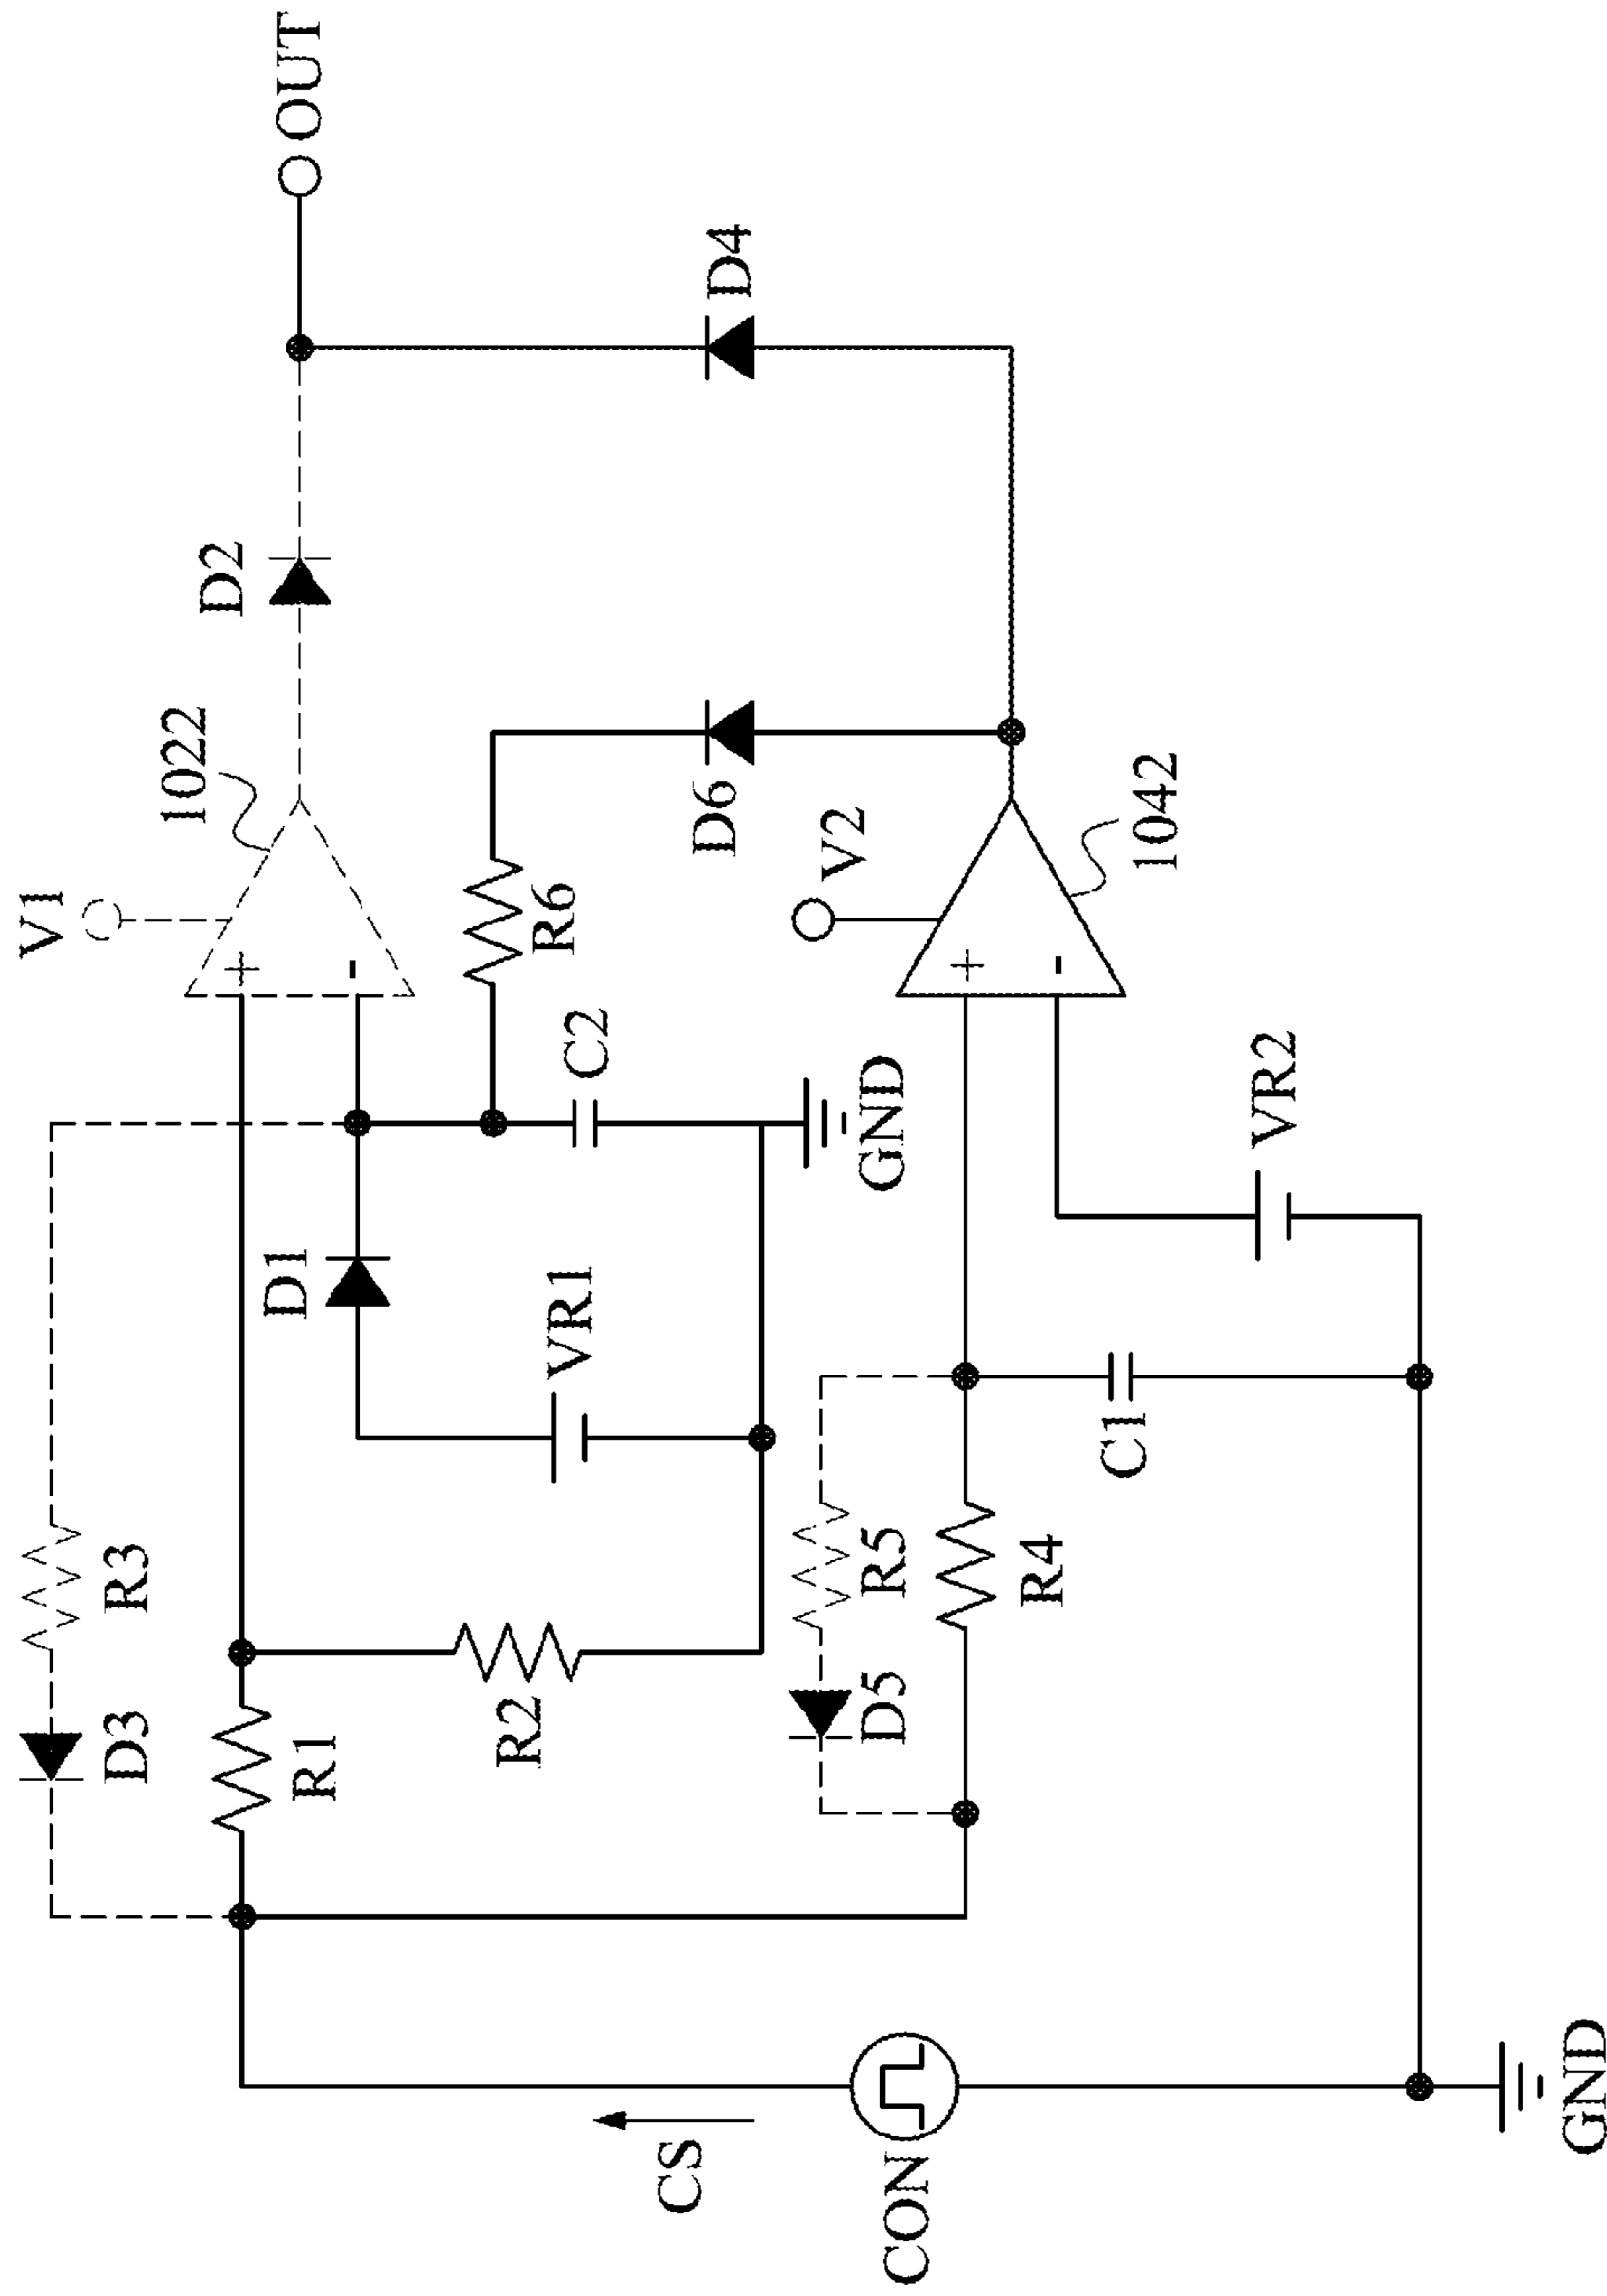 V1
1022
D2
OUT
D3
R3
R1
R2
D1
VR1
C2
R6
D6
D4
GND
V2
1042
D5
R5
R4
C1
VR2
CS
CON
GND
+
-
+
-